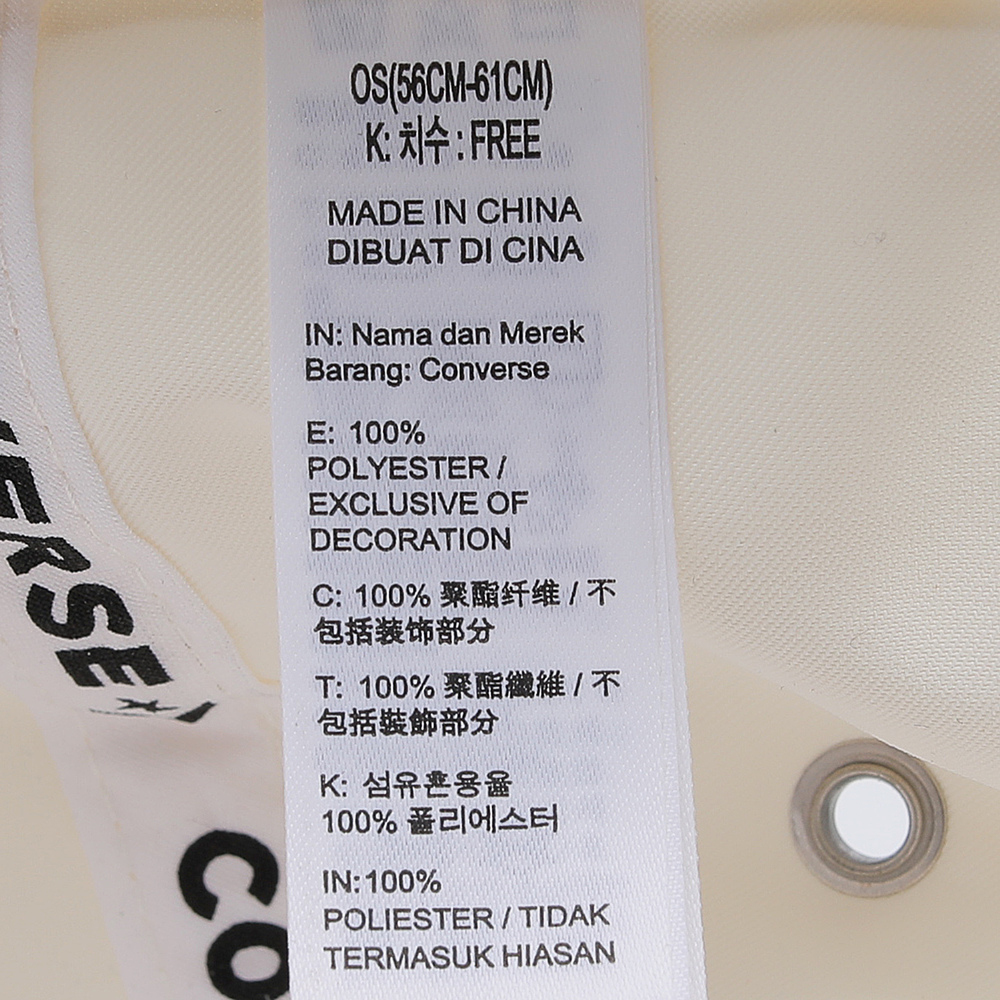 OS(56CM-61CM)
K: 치수 : FREE
MADE IN CHINA
DIBUAT DI CINA
IN: Nama dan Merek
Barang: Converse
E: 100%
POLYESTER /
EXCLUSIVE OF
DECORATION
C: 100% 聚酯纤维 / 不
包括装饰部分
T: 100% 聚酯纖維 / 不
包括裝飾部分
K: 섬유혼용율
100% 폴리에스터
IN:100%
POLIESTER / TIDAK
TERMASUK HIASAN
VERSE
CO